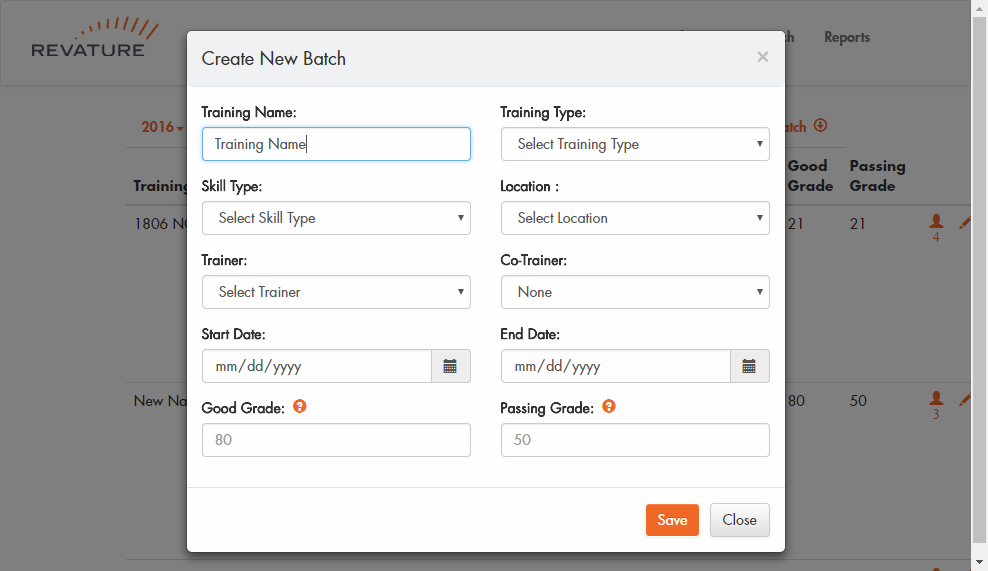 REVATURE
Reports
Create New Batch ×
Training Name: Training Type:
2016
Training Name Select Training Type
Good Grade Passing Grade
Training
Skill Type: Location :
Select Skill Type Select Location
1806 21 21
4
Trainer: Co-Trainer:
Select Trainer None
Start Date: End Date:
mm/dd/yyyy mm/dd/yyyy
New 80 50
3
Good Grade: ? Passing Grade: ?
80 50
Save Close